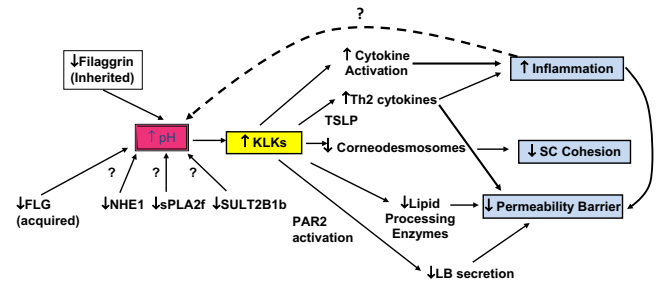 ?
↓Filaggrin
(Inherited)
↑ Cytokine
Activation
↑ Inflammation
↑Th2 cytokines
TSLP
↑ pH
↑ KLKs
↓ Corneodesmosomes
↓ SC Cohesion
? ? ?
↓FLG
(acquired)
↓NHE1
↓sPLA2f
↓SULT2B1b
↓Lipid
Processing
Enzymes
↓ Permeability Barrier
PAR2
activation
↓LB secretion